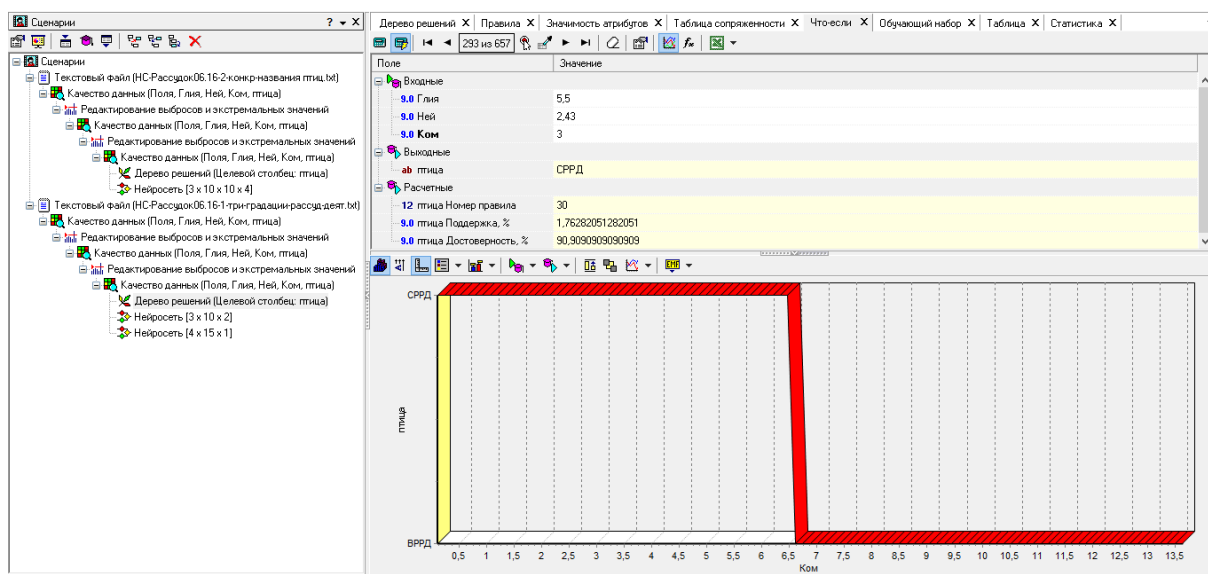 Сценарии
Сценарии
Текстовый файл (НС-Рассудок06.16-2-конкр-названия птиц.txt)
Качество данных (Поля, Глия, Ней, Ком, птица)
Редактирование выбросов и экстремальных значений
Качество данных (Поля, Глия, Ней, Ком, птица)
Редактирование выбросов и экстремальных значений
Качество данных (Поля, Глия, Ней, Ком, птица)
Дерево решений (Целевой столбец: птица)
Нейросеть [3 x 10 x 10 x 4]
Текстовый файл (НС-Рассудок06.16-1-три-градации-рассуд-деят.txt)
Качество данных (Поля, Глия, Ней, Ком, птица)
Редактирование выбросов и экстремальных значений
Качество данных (Поля, Глия, Ней, Ком, птица)
Редактирование выбросов и экстремальных значений
Качество данных (Поля, Глия, Ней, Ком, птица)
Дерево решений (Целевой столбец: птица)
Нейросеть [3 x 10 x 2]
Нейросеть [4 x 15 x 1]
Дерево решений X Правила X Значимость атрибутов X Таблица сопряженности X Что-если X Обучающий набор X Таблица X Статистика X
293 из 657
Поле Значение
Входные
9.0 Глия 5,5
9.0 Ней 2,43
9.0 Ком 3
Выходные
ab птица СРРД
Расчетные
12 птица Номер правила 30
9.0 птица Поддержка, % 1,76282051282051
9.0 птица Достоверность, % 90,9090909090909
EMF
СРРД
птица
ВРРД
0,5 1 1,5 2 2,5 3 3,5 4 4,5 5 5,5 6 6,5 7 7,5 8 8,5 9 9,5 10 10,5 11 11,5 12 12,5 13 13,5
Ком